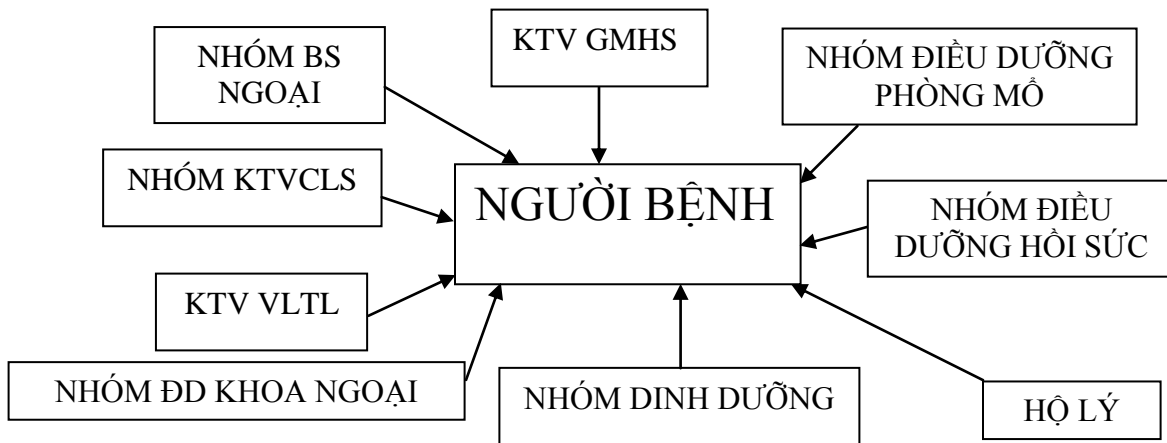 KTV GMHS
NHÓM BS
NGOẠI
NHÓM ĐIỀU DƯỠNG
PHÒNG MỔ
NHÓM KTVCLS
NGƯỜI BỆNH
NHÓM ĐIỀU
DƯỠNG HỒI SỨC
KTV VLTL
NHÓM ĐD KHOA NGOẠI
NHÓM DINH DƯỠNG
HỘ LÝ